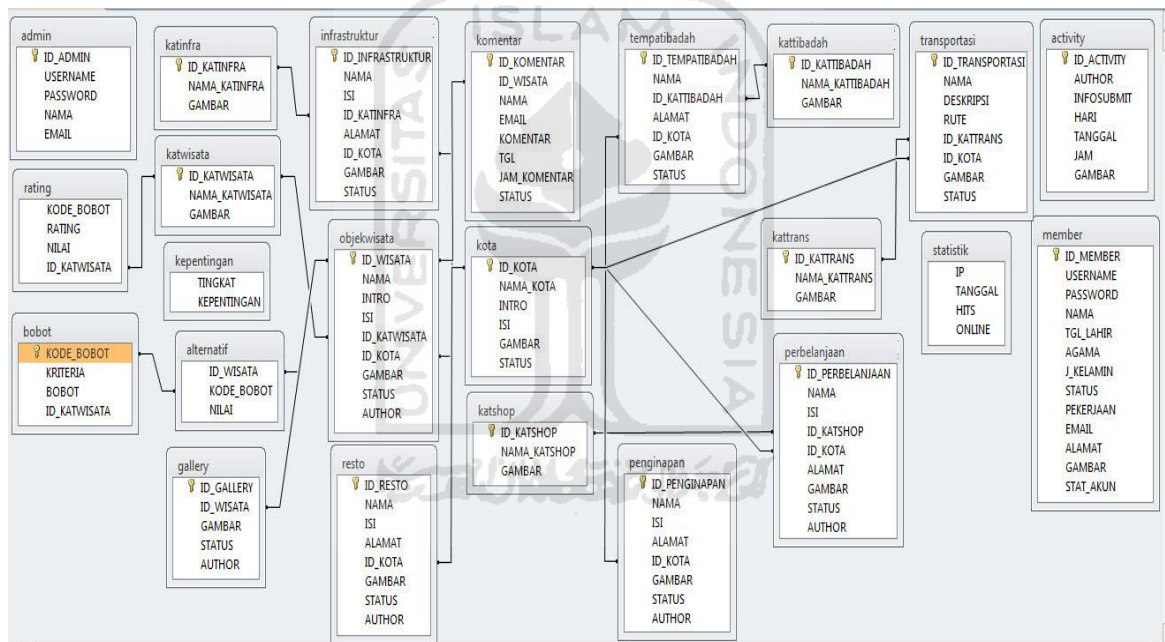 admin
ID_ADMIN
USERNAME
PASSWORD
NAMA
EMAIL
katinfra
ID_KATINFRA
NAMA_KATINFRA
GAMBAR
infrastruktur
ID_INFRASTRUKTUR
NAMA
ISI
ID_KATINFRA
ALAMAT
ID_KOTA
GAMBAR
STATUS
komentar
ID_KOMENTAR
ID_WISATA
NAMA
EMAIL
KOMENTAR
TGL
JAM_KOMENTAR
STATUS
tempatibadah
ID_TEMPATIBADAH
NAMA
ID_KATTIBADAH
ALAMAT
ID_KOTA
GAMBAR
STATUS
kattibadah
ID_KATTIBADAH
NAMA_KATTIBADAH
GAMBAR
transportasi
ID_TRANSPORTASI
NAMA
DESKRIPSI
RUTE
ID_KATTRANS
ID_KOTA
GAMBAR
STATUS
activity
ID_ACTIVITY
AUTHOR
INFOSUBMIT
HARI
TANGGAL
JAM
GAMBAR
rating
KODE_BOBOT
RATING
NILAI
ID_KATWISATA
katwisata
ID_KATWISATA
NAMA_KATWISATA
GAMBAR
kepentingan
TINGKAT
KEPENTINGAN
objekwisata
ID_WISATA
NAMA
INTRO
ISI
ID_KATWISATA
ID_KOTA
GAMBAR
STATUS
AUTHOR
kota
ID_KOTA
NAMA_KOTA
INTRO
ISI
GAMBAR
STATUS
kattrans
ID_KATTRANS
NAMA_KATTRANS
GAMBAR
statistik
IP
TANGGAL
HITS
ONLINE
member
ID_MEMBER
USERNAME
PASSWORD
NAMA
TGL_LAHIR
AGAMA
J_KELAMIN
STATUS
PEKERJAAN
EMAIL
ALAMAT
GAMBAR
STAT_AKUN
bobot
KODE_BOBOT
KRITERIA
BOBOT
ID_KATWISATA
alternatif
ID_WISATA
KODE_BOBOT
NILAI
gallery
ID_GALLERY
ID_WISATA
GAMBAR
STATUS
AUTHOR
resto
ID_RESTO
NAMA
ISI
ALAMAT
ID_KOTA
GAMBAR
STATUS
AUTHOR
katshop
ID_KATSHOP
NAMA_KATSHOP
GAMBAR
penginapan
ID_PENGINAPAN
NAMA
ISI
ALAMAT
ID_KOTA
GAMBAR
STATUS
AUTHOR
perbelanjaan
ID_PERBELANJAAN
NAMA
ISI
ID_KATSHOP
ID_KOTA
ALAMAT
GAMBAR
STATUS
AUTHOR
UNIVERSITAS
ISLAM
INDONESIA